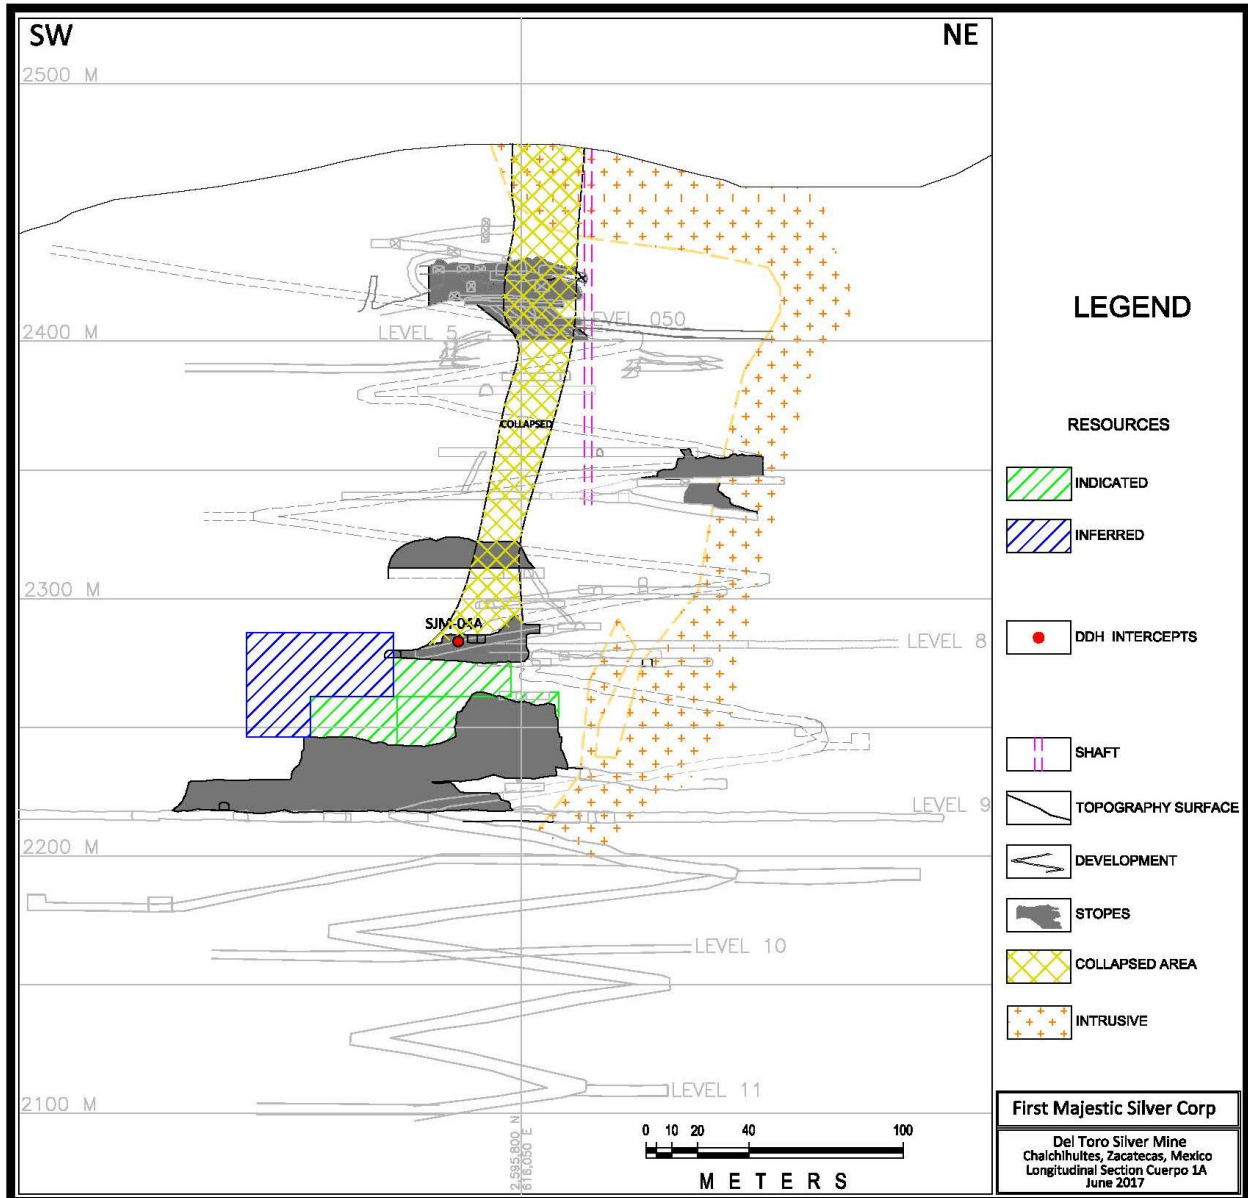 SW
NE
2500 M
LEVEL 5
EVEL 050
2400 M
COLLAPSED
2300 M
SJM-04A
LEVEL 8
LEVEL 9
2200 M
LEVEL 10
LEVEL 11
2100 M
2,595,800 N
616,050 E
0 10 20 40 100
METERS
LEGEND
RESOURCES
INDICATED
INFERRED
DDH INTERCEPTS
SHAFT
TOPOGRAPHY SURFACE
DEVELOPMENT
STOPES
COLLAPSED AREA
INTRUSIVE
First Majestic Silver Corp
Del Toro Silver Mine
Chalchihuites, Zacatecas, Mexico
Longitudinal Section Cuerpo 1A
June 2017